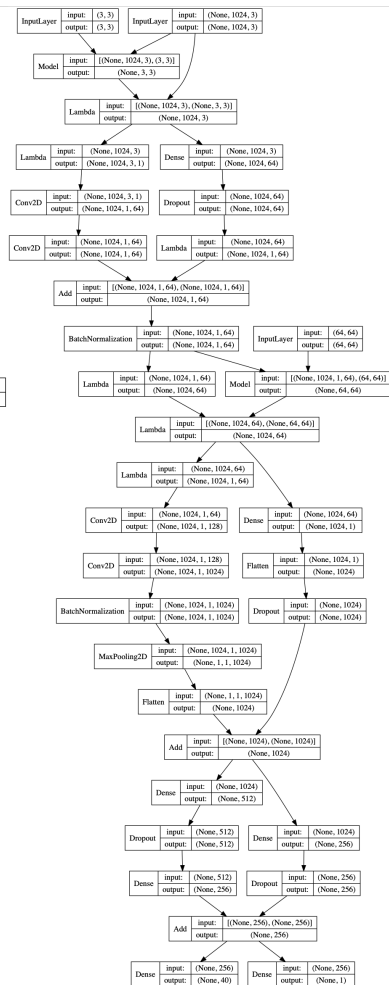 InputLayer input: (3, 3) output: (3, 3)
InputLayer input: (None, 1024, 3) output: (None, 1024, 3)
Model input: [(None, 1024, 3), (3, 3)] output: (None, 3, 3)
Lambda input: [(None, 1024, 3), (None, 3, 3)] output: (None, 1024, 3)
Lambda input: (None, 1024, 3) output: (None, 1024, 3, 1)
Dense input: (None, 1024, 3) output: (None, 1024, 64)
Conv2D input: (None, 1024, 3, 1) output: (None, 1024, 1, 64)
Dropout input: (None, 1024, 64) output: (None, 1024, 64)
Conv2D input: (None, 1024, 1, 64) output: (None, 1024, 1, 64)
Lambda input: (None, 1024, 64) output: (None, 1024, 1, 64)
Add input: [(None, 1024, 1, 64), (None, 1024, 1, 64)] output: (None, 1024, 1, 64)
BatchNormalization input: (None, 1024, 1, 64) output: (None, 1024, 1, 64)
InputLayer input: (64, 64) output: (64, 64)
Lambda input: (None, 1024, 1, 64) output: (None, 1024, 64)
Model input: [(None, 1024, 1, 64), (64, 64)] output: (None, 64, 64)
Lambda input: [(None, 1024, 64), (None, 64, 64)] output: (None, 1024, 64)
Lambda input: (None, 1024, 64) output: (None, 1024, 1, 64)
Conv2D input: (None, 1024, 1, 64) output: (None, 1024, 1, 128)
Dense input: (None, 1024, 64) output: (None, 1024, 1)
Conv2D input: (None, 1024, 1, 128) output: (None, 1024, 1, 1024)
Flatten input: (None, 1024, 1) output: (None, 1024)
BatchNormalization input: (None, 1024, 1, 1024) output: (None, 1024, 1, 1024)
Dropout input: (None, 1024) output: (None, 1024)
MaxPooling2D input: (None, 1024, 1, 1024) output: (None, 1, 1, 1024)
Flatten input: (None, 1, 1, 1024) output: (None, 1024)
Add input: [(None, 1024), (None, 1024)] output: (None, 1024)
Dense input: (None, 1024) output: (None, 512)
Dropout input: (None, 512) output: (None, 512)
Dense input: (None, 1024) output: (None, 256)
Dense input: (None, 512) output: (None, 256)
Dropout input: (None, 256) output: (None, 256)
Add input: [(None, 256), (None, 256)] output: (None, 256)
Dense input: (None, 256) output: (None, 40)
Dense input: (None, 256) output: (None, 1)